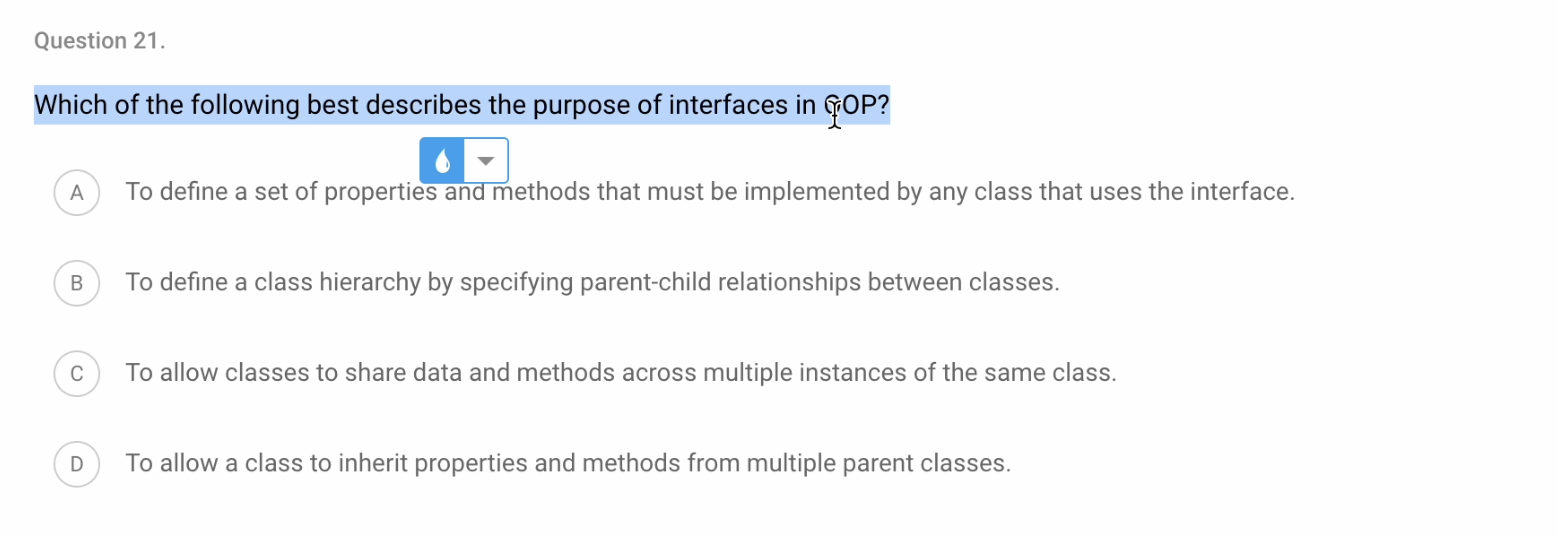 Question 21.
Which of the following best describes the purpose of interfaces in OOP?
A To define a set of properties and methods that must be implemented by any class that uses the interface.
B To define a class hierarchy by specifying parent-child relationships between classes.
C To allow classes to share data and methods across multiple instances of the same class.
D To allow a class to inherit properties and methods from multiple parent classes.